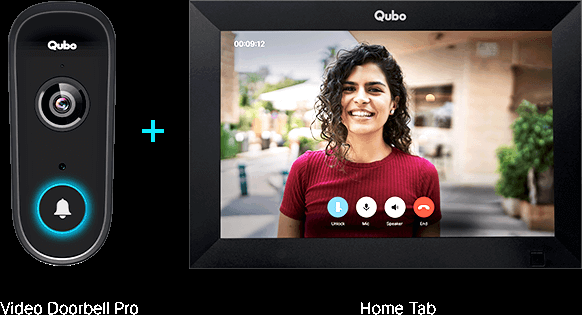 Qubo
Qubo
00:09:12
Unlock
Mic
Speaker
End
Video Doorbell Pro
Home Tab